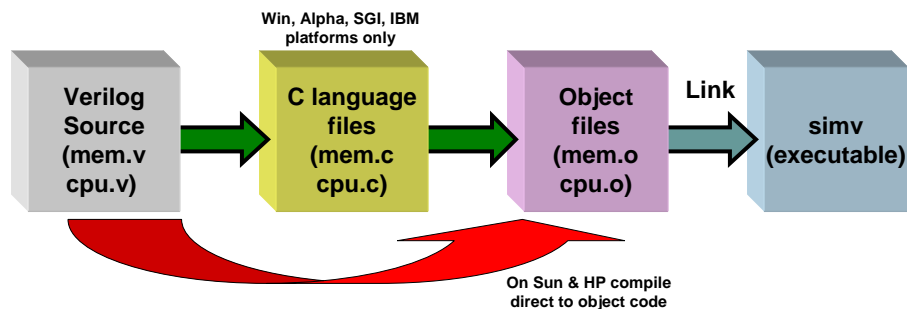 Win, Alpha, SGI, IBM
platforms only
Verilog
Source
(mem.v
cpu.v)
C language
files
(mem.c
cpu.c)
Object
files
(mem.o
cpu.o)
Link
simv
(executable)
On Sun & HP compile
direct to object code